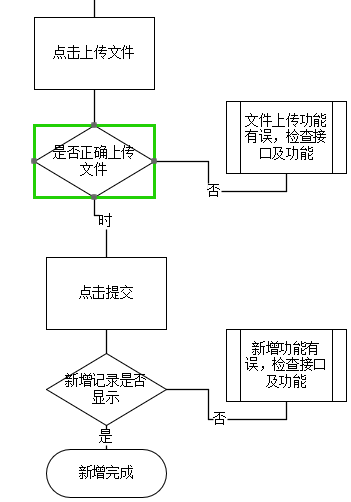 点击上传文件
是否正确上传
文件
文件上传功能
有误，检查接
口及功能
否
时
点击提交
新增记录是否
显示
新增功能有
误，检查接口
及功能
否
是
新增完成